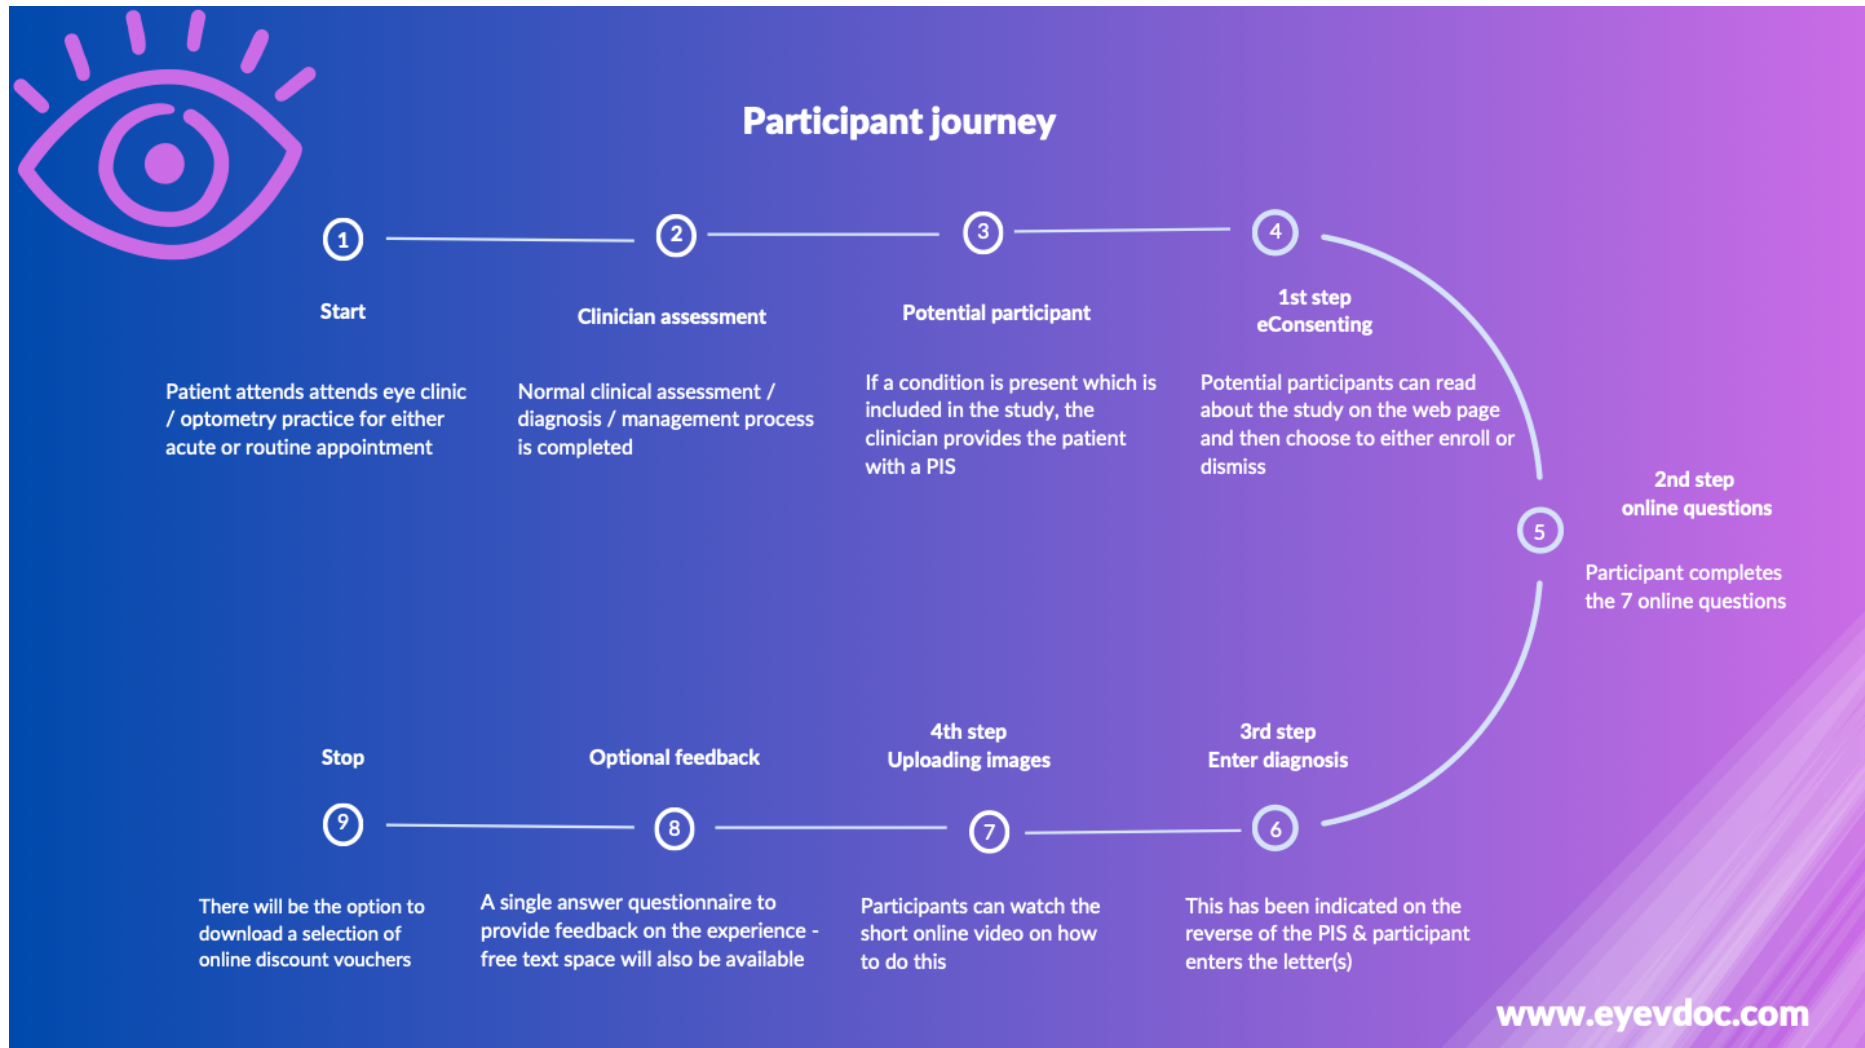 Participant journey
1
Start
Patient attends attends eye clinic
/ optometry practice for either
acute or routine appointment
2
Clinician assessment
Normal clinical assessment /
diagnosis / management process
is completed
3
Potential participant
If a condition is present which is
included in the study, the
clinician provides the patient
with a PIS
4
1st step
eConsenting
Potential participants can read
about the study on the web page
and then choose to either enroll or
dismiss
5
2nd step
online questions
Participant completes
the 7 online questions
3rd step
Enter diagnosis
6
This has been indicated on the
reverse of the PIS & participant
enters the letter(s)
4th step
Uploading images
7
Participants can watch the
short online video on how
to do this
Optional feedback
8
A single answer questionnaire to
provide feedback on the experience -
free text space will also be available
Stop
9
There will be the option to
download a selection of
online discount vouchers
www.eyevdoc.com